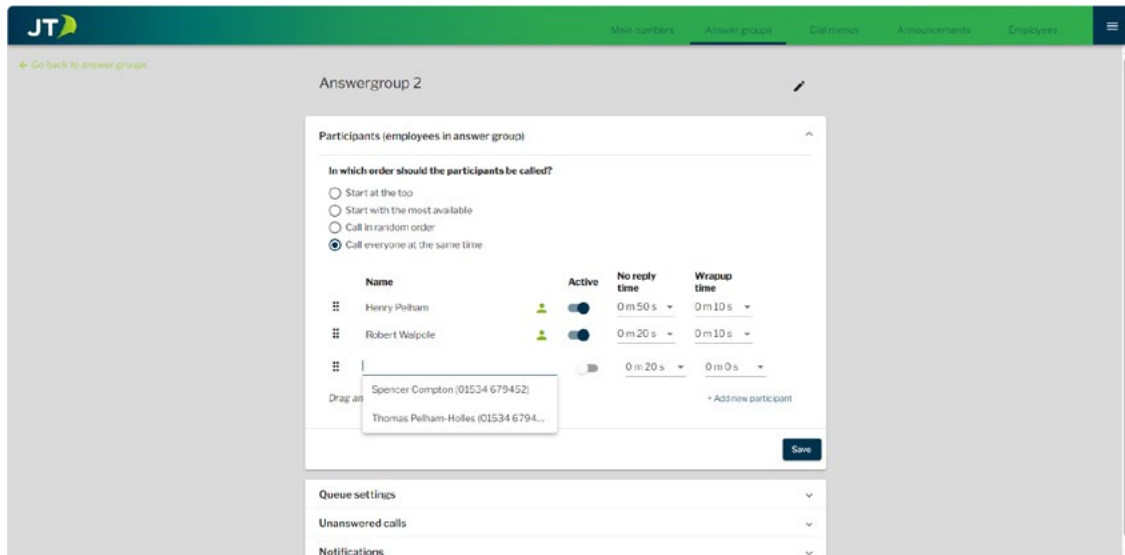 JT
Main numbers Answer groups Dial menus Announcements Employees
← Go back to answer groups
Answergroup 2
Participants (employees in answer group)
In which order should the participants be called?
Start at the top
Start with the most available
Call in random order
Call everyone at the same time
Name Active No reply time Wrapup time
Henry Pelham 0 m 50 s 0 m 10 s
Robert Walpole 0 m 20 s 0 m 10 s
0 m 20 s 0 m 0 s
Spencer Compton (01534 679452)
Drag an + Add new participant
Thomas Pelham-Holles (01534 6794...
Save
Queue settings
Unanswered calls
Notifications